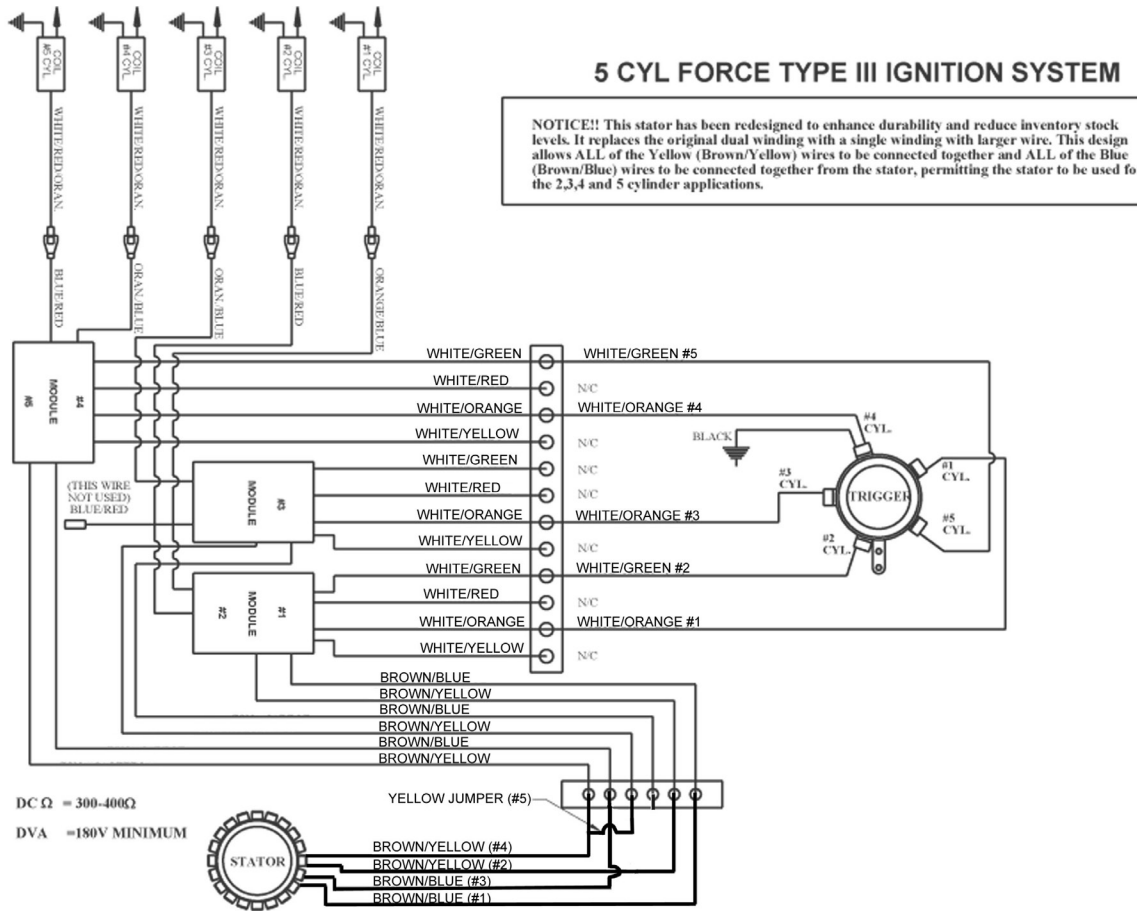 5 CYL FORCE TYPE III IGNITION SYSTEM
NOTICE!! This stator has been redesigned to enhance durability and reduce inventory stock
levels. It replaces the original dual winding with a single winding with larger wire. This design
allows ALL of the Yellow (Brown/Yellow) wires to be connected together and ALL of the Blue
(Brown/Blue) wires to be connected together from the stator, permitting the stator to be used fo
the 2,3,4 and 5 cylinder applications.
COIL
#5 CYL
COIL
#4 CYL
COIL
#3 CYL
COIL
#2 CYL
COIL
#1 CYL
WHITE/RED/ORAN.
WHITE/RED/ORAN.
WHITE/RED/ORAN.
WHITE/RED/ORAN.
WHITE/RED/ORAN.
BLUE/RED
ORAN./BLUE
ORAN./BLUE
BLUE/RED
ORANGE/BLUE
#4
MODULE
#5
(THIS WIRE
NOT USED)
BLUE/RED
#3
MODULE
#1
MODULE
#2
WHITE/GREEN
WHITE/GREEN #5
WHITE/RED
N/C
WHITE/ORANGE
WHITE/ORANGE #4
WHITE/YELLOW
N/C
WHITE/GREEN
N/C
WHITE/RED
N/C
WHITE/ORANGE
WHITE/ORANGE #3
WHITE/YELLOW
N/C
WHITE/GREEN
WHITE/GREEN #2
WHITE/RED
N/C
WHITE/ORANGE
WHITE/ORANGE #1
WHITE/YELLOW
N/C
BLACK
#4
CYL.
#1
CYL.
#3
CYL.
TRIGGER
#5
CYL.
#2
CYL.
BROWN/BLUE
BROWN/YELLOW
BROWN/BLUE
BROWN/YELLOW
BROWN/BLUE
BROWN/YELLOW
YELLOW JUMPER (#5)
DC Ω = 300-400Ω
DVA =180V MINIMUM
STATOR
BROWN/YELLOW (#4)
BROWN/YELLOW (#2)
BROWN/BLUE (#3)
BROWN/BLUE (#1)